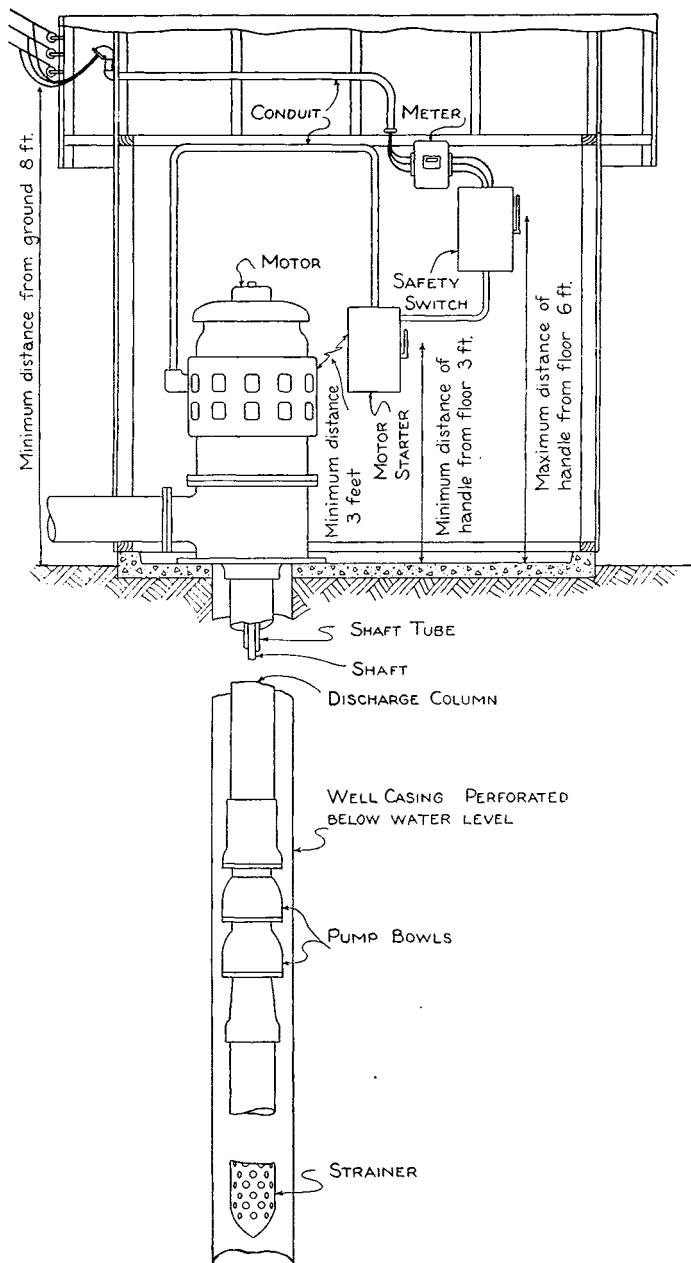 CONDUIT
METER
Minimum distance from ground 8 ft.
MOTOR
SAFETY
SWITCH
Minimum distance
3 feet
MOTOR
STARTER
Minimum distance of
handle from floor 3 ft.
Maximum distance of
handle from floor 6 ft.
SHAFT TUBE
SHAFT
DISCHARGE COLUMN
WELL CASING PERFORATED
BELOW WATER LEVEL
PUMP BOWLS
STRAINER